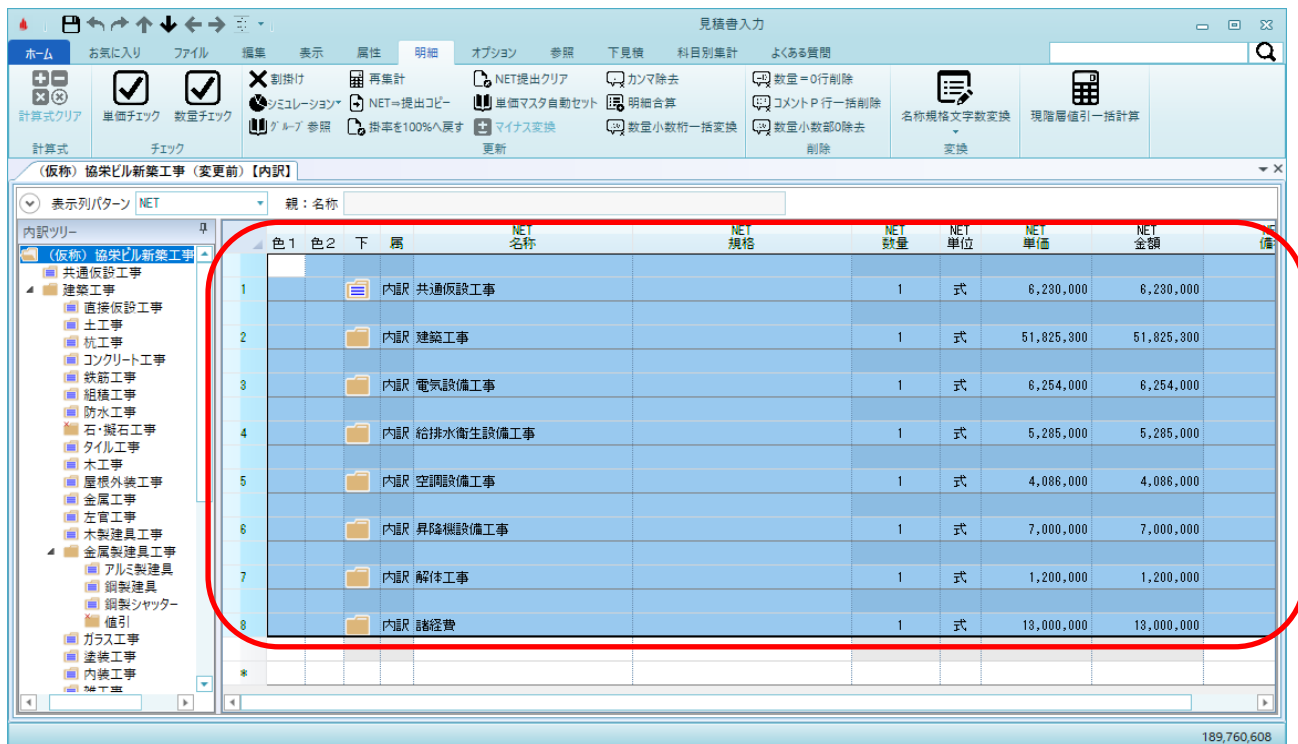 見積書入力
ホーム お気に入り ファイル 編集 表示 属性 明細 オプション 参照 下見積 科目別集計 よくある質問
計算式クリア 単価チェック 数量チェック
割掛け 再集計 NET提出クリア カンマ除去 数量=0行削除
シミュレーション NET⇒提出コピー 単価マスタ自動セット 明細合算 コメントP行一括削除
グループ参照 掛率を100%へ戻す マイナス変換 数量小数桁一括変換 数量小数部0除去
名称規格文字数変換 現階層値引一括計算
計算式 チェック 更新 削除 変換
(仮称)協栄ビル新築工事(変更前)【内訳】
表示列パターン NET 親:名称
内訳ツリー
(仮称)協栄ビル新築工事
共通仮設工事
建築工事
直接仮設工事
土工事
杭工事
コンクリート工事
鉄筋工事
組積工事
防水工事
石・擬石工事
タイル工事
木工事
屋根外装工事
金属工事
左官工事
木製建具工事
金属製建具工事
アルミ製建具
鋼製建具
鋼製シャッター
値引
ガラス工事
塗装工事
内装工事
雑工事
色1 色2 下 属 NET名称 NET規格 NET数量 NET単位 NET単価 NET金額
1 内訳 共通仮設工事 1 式 6,230,000 6,230,000
2 内訳 建築工事 1 式 51,825,300 51,825,300
3 内訳 電気設備工事 1 式 6,254,000 6,254,000
4 内訳 給排水衛生設備工事 1 式 5,285,000 5,285,000
5 内訳 空調設備工事 1 式 4,086,000 4,086,000
6 内訳 昇降機設備工事 1 式 7,000,000 7,000,000
7 内訳 解体工事 1 式 1,200,000 1,200,000
8 内訳 諸経費 1 式 13,000,000 13,000,000
*
189,760,608